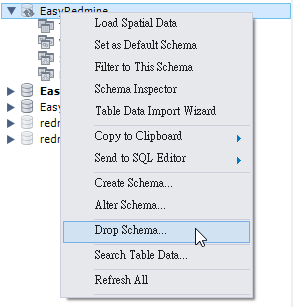 EasyRedmine
Load Spatial Data
Set as Default Schema
Filter to This Schema
Schema Inspector
Table Data Import Wizard
Copy to Clipboard
Send to SQL Editor
Create Schema...
Alter Schema...
Drop Schema...
Search Table Data...
Refresh All
Eas
Easy
redn
redn